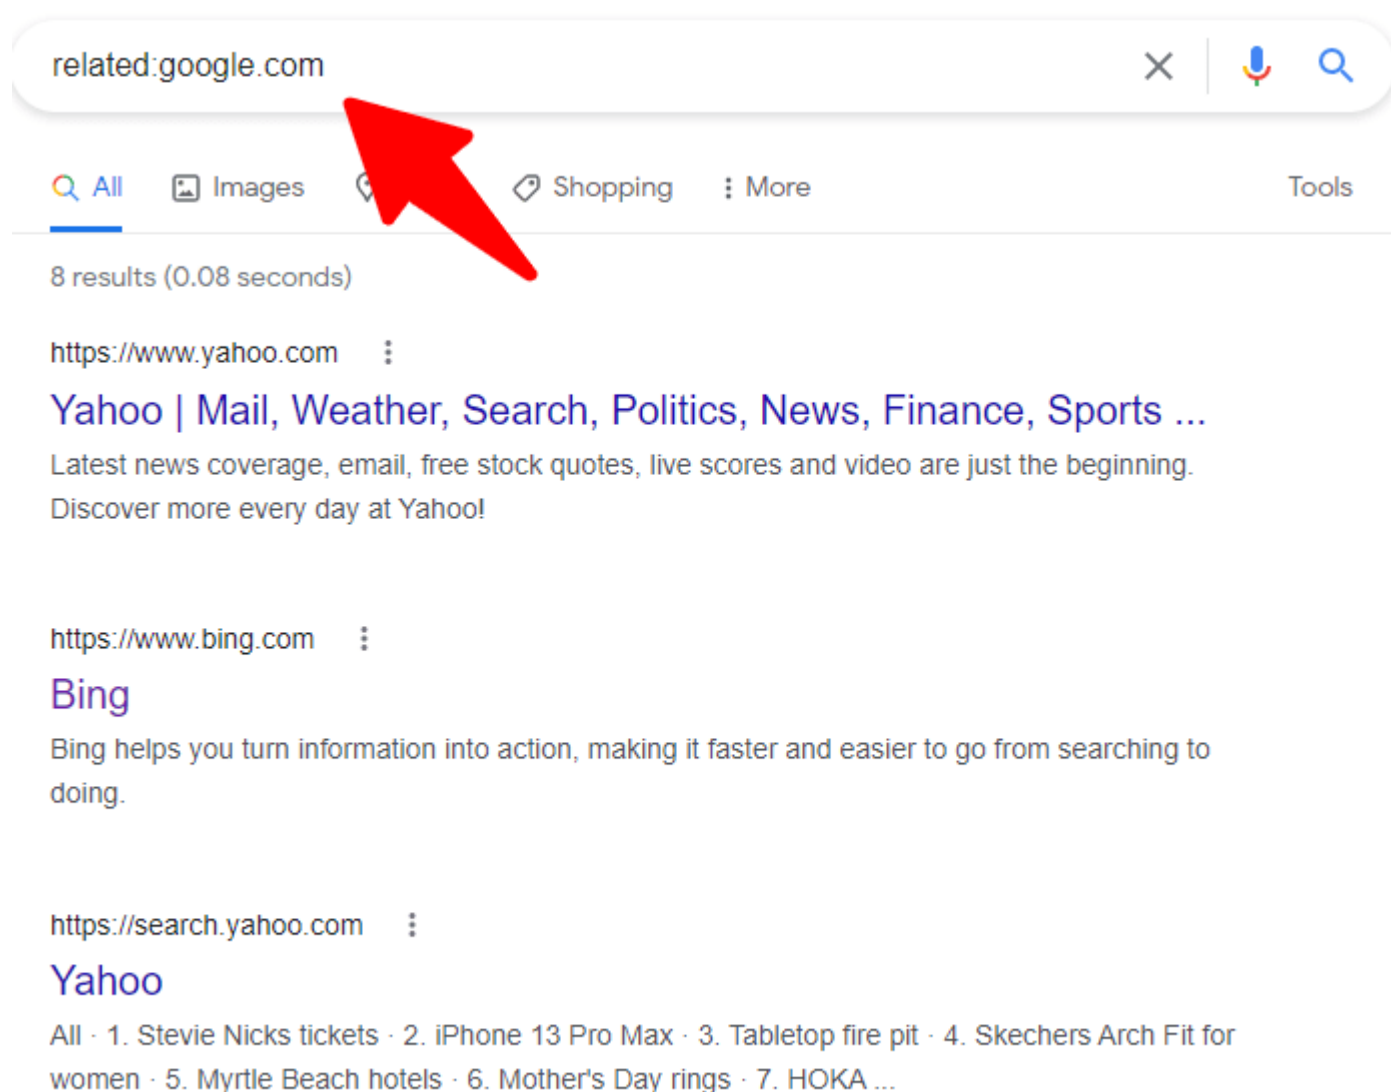 related:google.com
All Images Shopping More Tools
8 results (0.08 seconds)
https://www.yahoo.com
Yahoo | Mail, Weather, Search, Politics, News, Finance, Sports ...
Latest news coverage, email, free stock quotes, live scores and video are just the beginning.
Discover more every day at Yahoo!
https://www.bing.com
Bing
Bing helps you turn information into action, making it faster and easier to go from searching to
doing.
https://search.yahoo.com
Yahoo
All · 1. Stevie Nicks tickets · 2. iPhone 13 Pro Max · 3. Tabletop fire pit · 4. Skechers Arch Fit for
women · 5. Myrtle Beach hotels · 6. Mother's Day rings · 7. HOKA ...